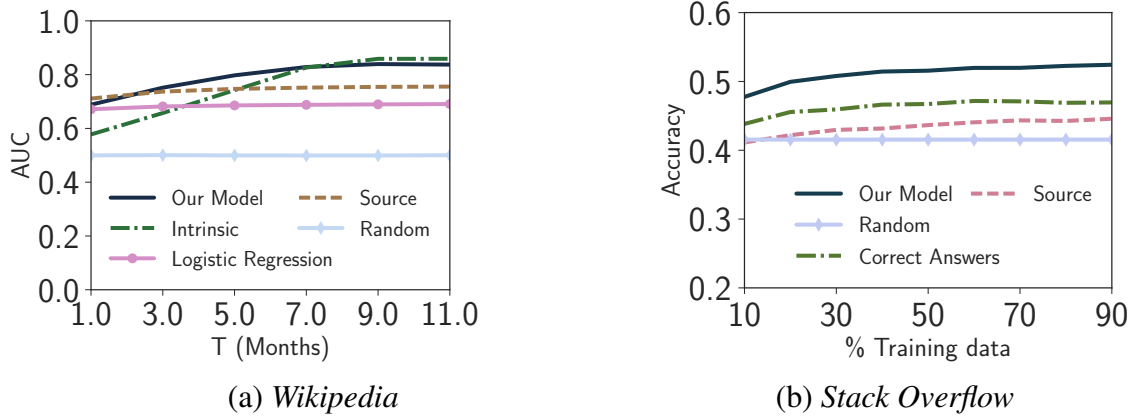 1.0
0.8
0.6
0.4
0.2
0.0
AUC
Our Model
Source
Intrinsic
Random
Logistic Regression
1.0 3.0 5.0 7.0 9.0 11.0
T (Months)
(a) Wikipedia
0.6
0.5
0.4
0.3
0.2
Accuracy
Our Model
Source
Random
Correct Answers
10 30 50 70 90
% Training data
(b) Stack Overflow